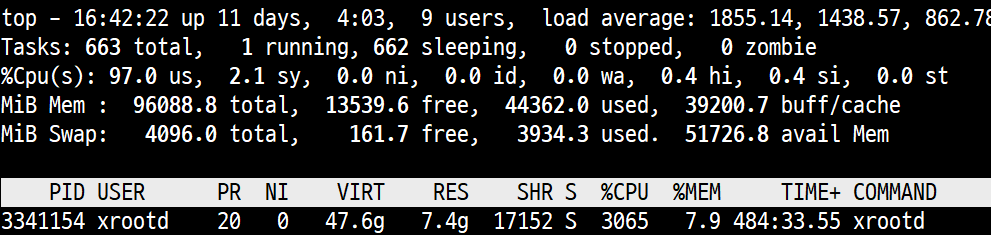 top - 16:42:22 up 11 days,  4:03,  9 users,  load average: 1855.14, 1438.57, 862.78
Tasks: 663 total,   1 running, 662 sleeping,   0 stopped,   0 zombie
%Cpu(s): 97.0 us,  2.1 sy,  0.0 ni,  0.0 id,  0.0 wa,  0.4 hi,  0.4 si,  0.0 st
MiB Mem :  96088.8 total,  13539.6 free,  44362.0 used,  39200.7 buff/cache
MiB Swap:   4096.0 total,    161.7 free,   3934.3 used.  51726.8 avail Mem
PID USER      PR  NI    VIRT    RES    SHR S  %CPU  %MEM     TIME+ COMMAND
3341154 xrootd    20   0   47.6g   7.4g  17152 S  3065   7.9 484:33.55 xrootd